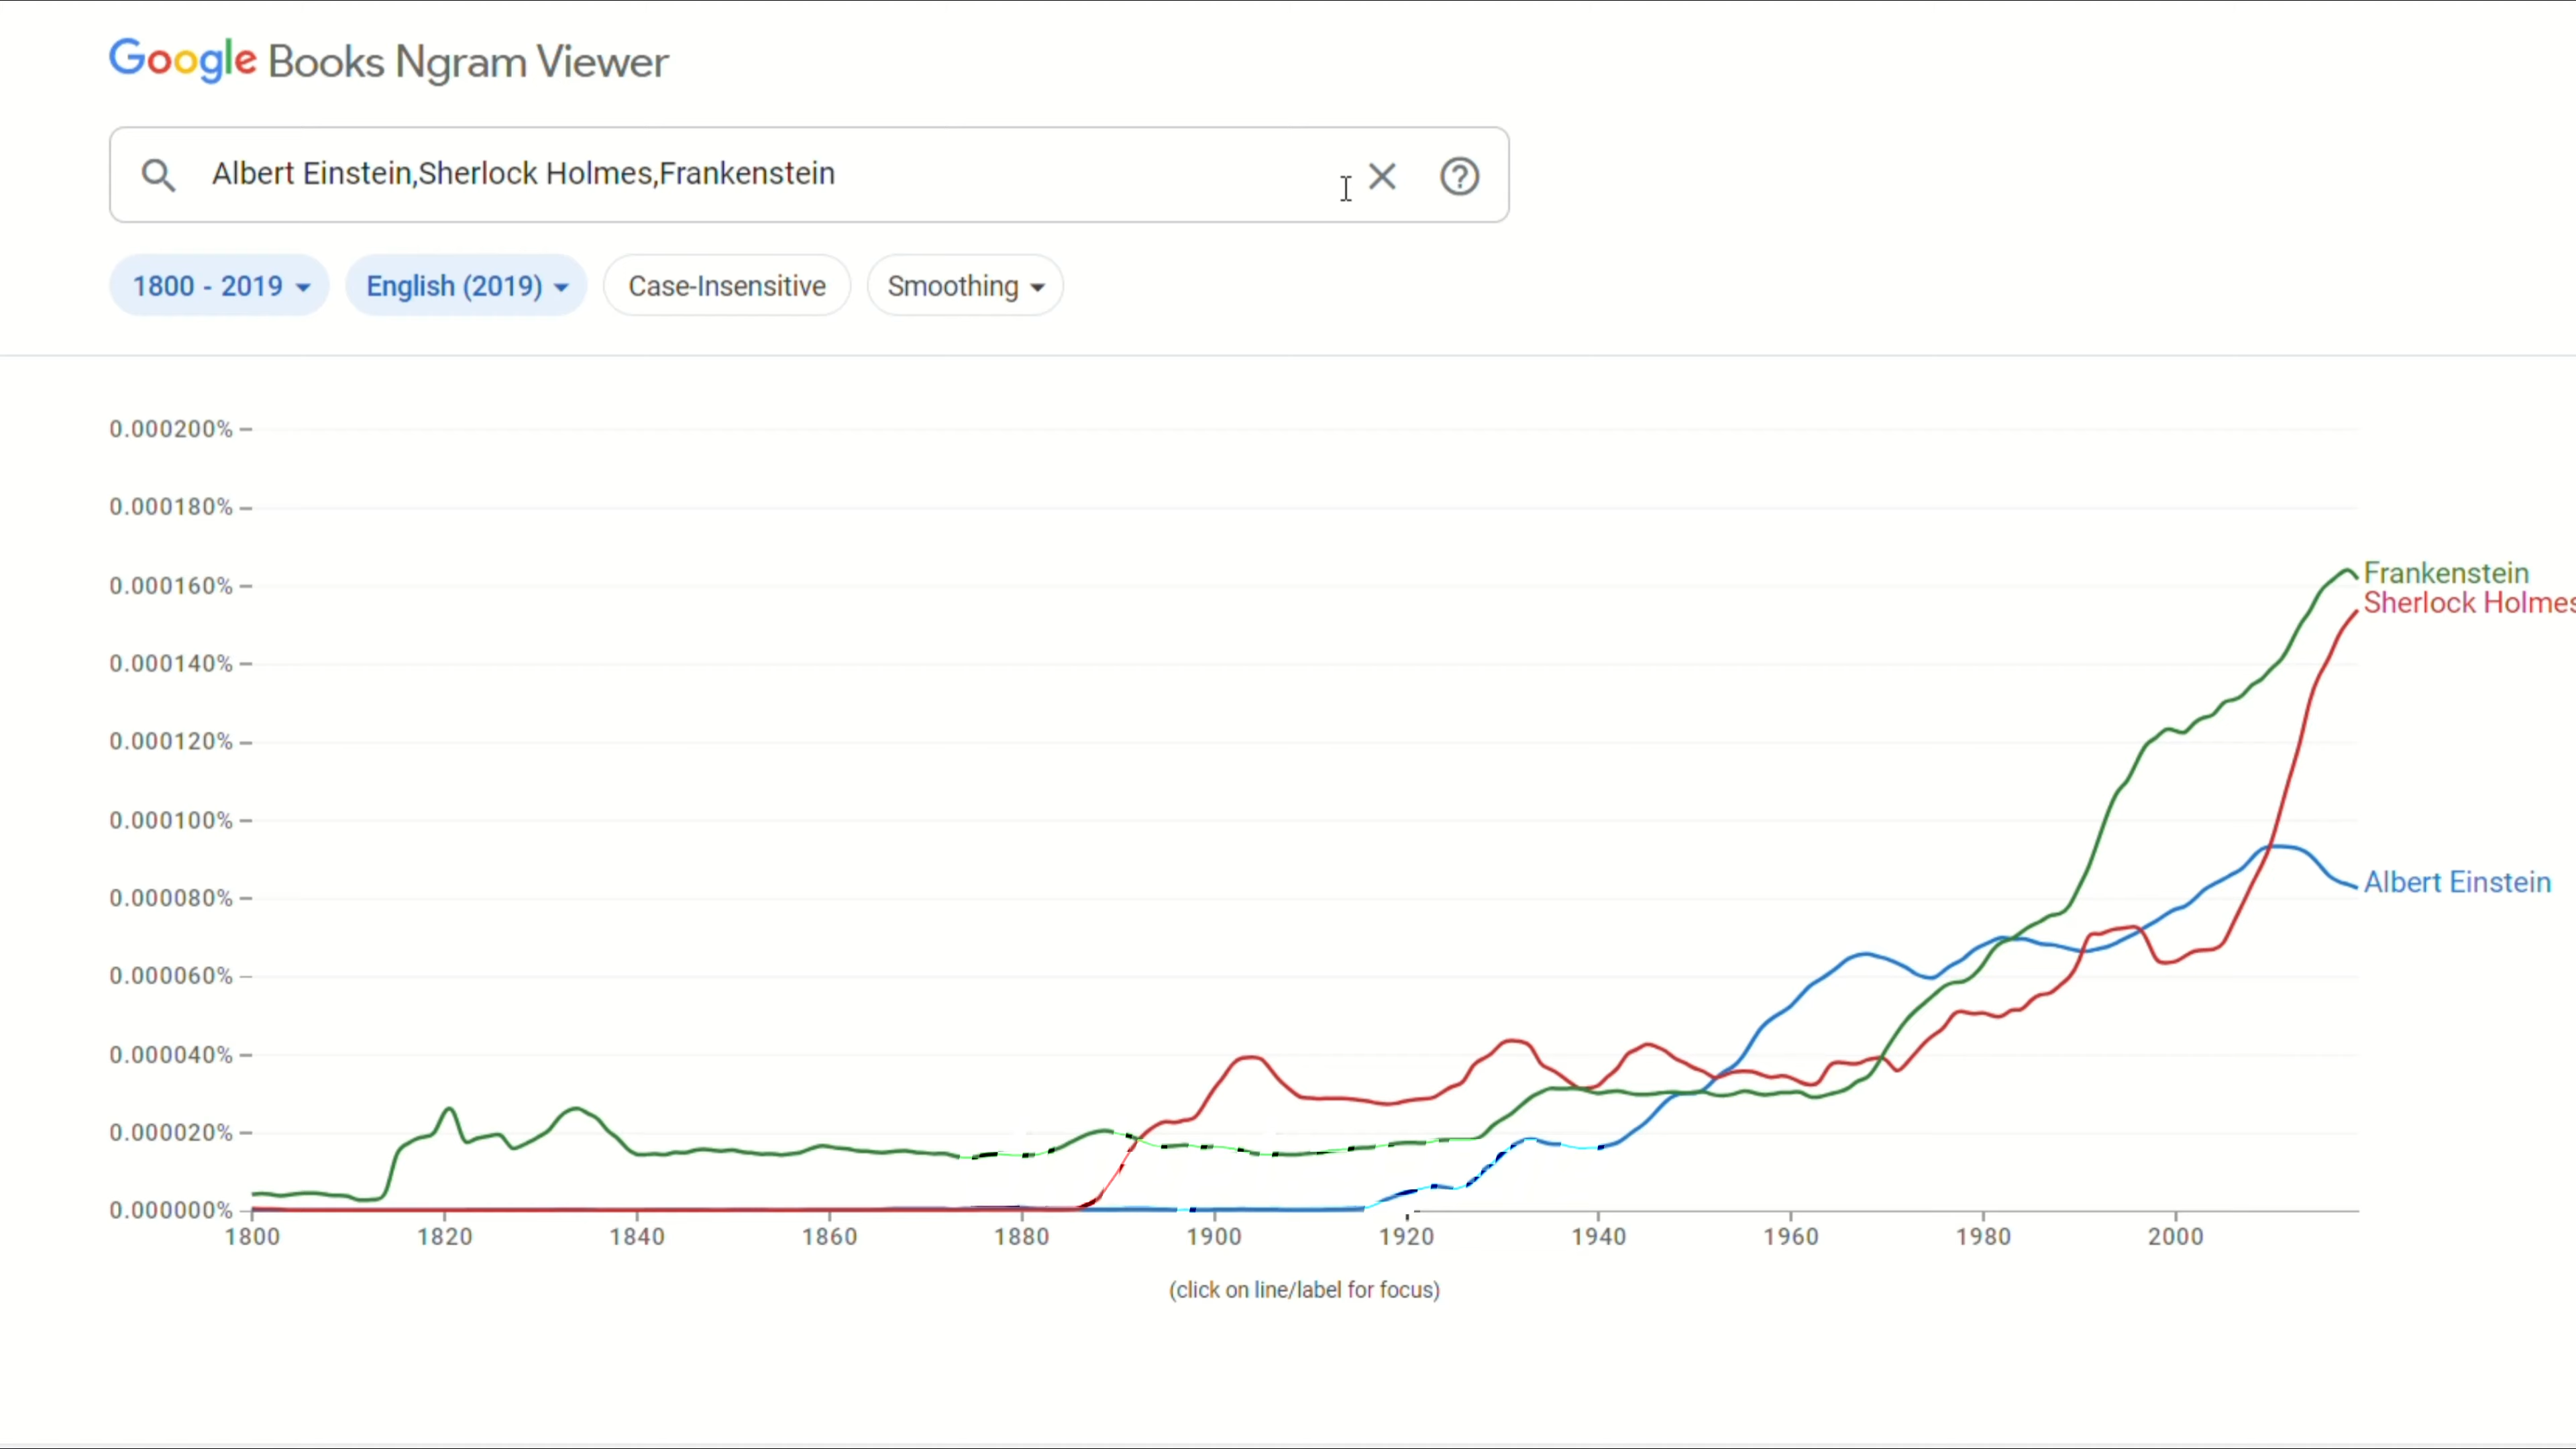 Google Books Ngram Viewer
Albert Einstein,Sherlock Holmes,Frankenstein
1800 - 2019
English (2019)
Case-Insensitive
Smoothing
0.000200%
0.000180%
0.000160%
0.000140%
0.000120%
0.000100%
0.000080%
0.000060%
0.000040%
0.000020%
0.000000%
Frankenstein
Sherlock Holmes
Albert Einstein
1800 1820 1840 1860 1880 1900 1920 1940 1960 1980 2000
(click on line/label for focus)